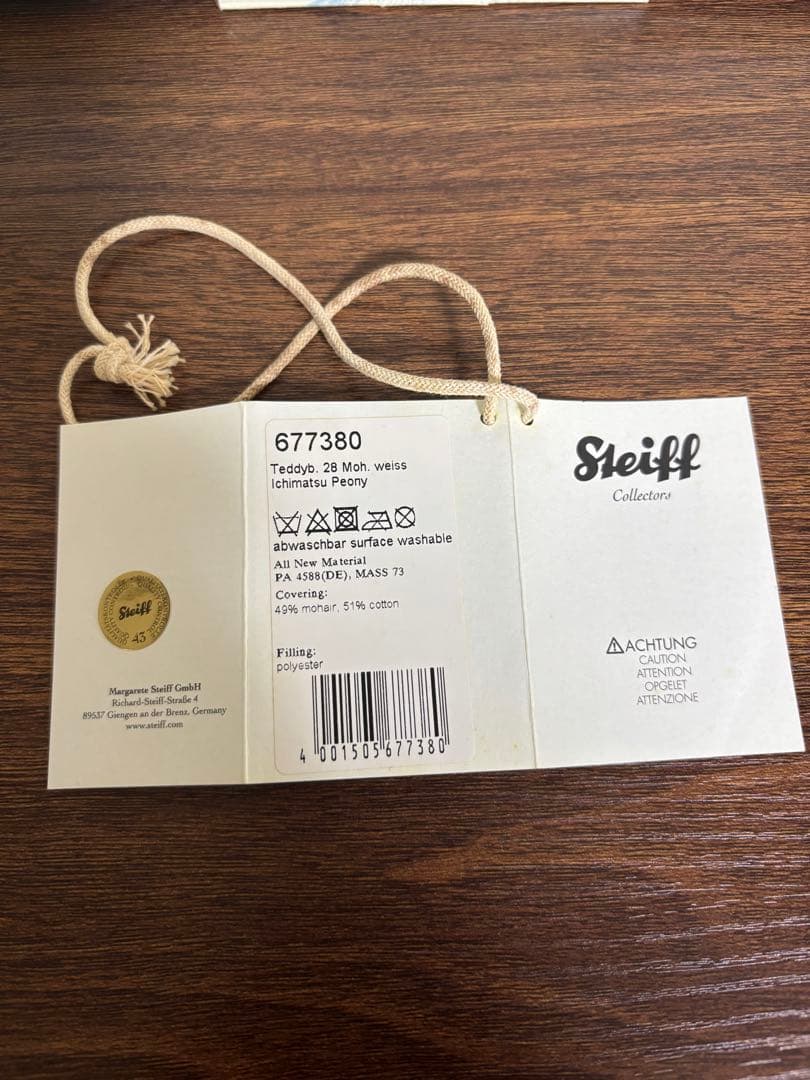 Steiff
43
Margarete Steiff GmbH
Richard-Steiff-Straße 4
89537 Giengen an der Brenz, Germany
www.steiff.com
677380
Teddyb. 28 Moh. weiss
Ichimatsu Peony
abwaschbar surface washable
All New Material
PA 4588(DE), MASS 73
Covering:
49% mohair, 51% cotton
Filling:
polyester
4 001505 677380
Steiff
Collectors
ACHTUNG
CAUTION
ATTENTION
OPGELET
ATTENZIONE